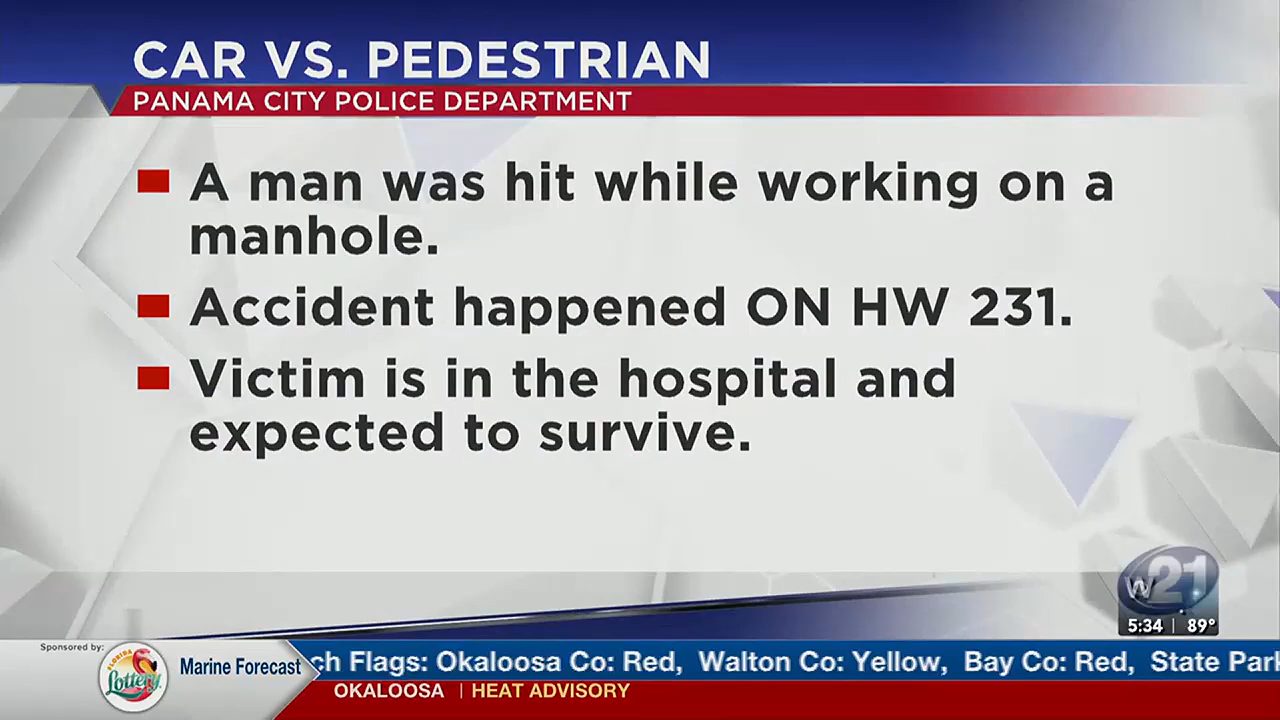 CAR VS. PEDESTRIAN
PANAMA CITY POLICE DEPARTMENT
A man was hit while working on a
manhole.
Accident happened ON HW 231.
Victim is in the hospital and
expected to survive.
W21
5:34 | 89°
Sponsored by:
FLORIDA
Lottery
Marine Forecast
ch Flags: Okaloosa Co: Red, Walton Co: Yellow, Bay Co: Red, State Park
OKALOOSA | HEAT ADVISORY